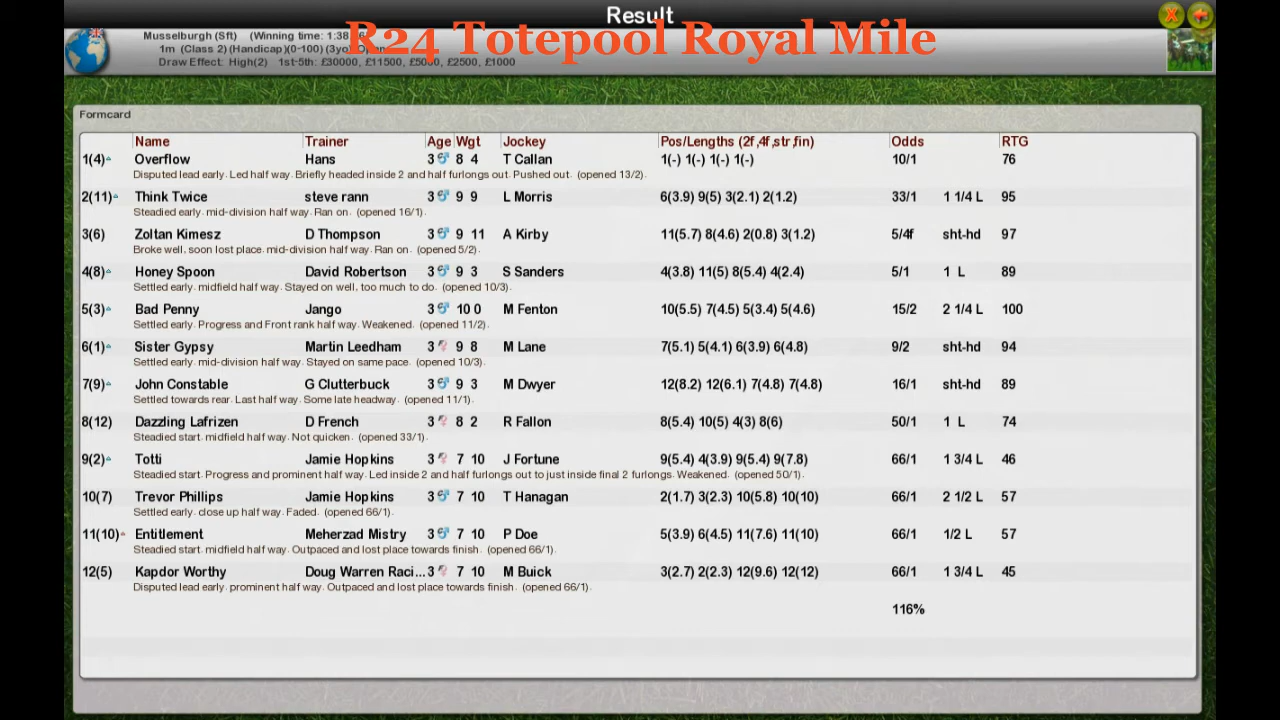 Result
R24 Totepool Royal Mile
Musselburgh (Sft) (Winning time: 1:38
1m (Class 2) (Handicap)(0-100) (3yo)
Draw Effect: High(2) 1st-5th: £30000, £11500, £5000, £2500, £1000
Formcard
Name Trainer Age Wgt Jockey Pos/Lengths (2f,4f,str,fin) Odds RTG
1(4) Overflow Hans 3 8 4 T Callan 1(-) 1(-) 1(-) 1(-) 10/1 76
Disputed lead early. Led half way. Briefly headed inside 2 and half furlongs out. Pushed out. (opened 13/2).
2(11) Think Twice steve rann 3 9 9 L Morris 6(3.9) 9(5) 3(2.1) 2(1.2) 33/1 1 1/4 L 95
Steadied early. mid-division half way. Ran on. (opened 16/1).
3(6) Zoltan Kimesz D Thompson 3 9 11 A Kirby 11(5.7) 8(4.6) 2(0.8) 3(1.2) 5/4f sht-hd 97
Broke well, soon lost place. mid-division half way. Ran on. (opened 5/2).
4(8) Honey Spoon David Robertson 3 9 3 S Sanders 4(3.8) 11(5) 8(5.4) 4(2.4) 5/1 1 L 89
Settled early. midfield half way. Stayed on well, too much to do. (opened 10/3).
5(3) Bad Penny Jango 3 10 0 M Fenton 10(5.5) 7(4.5) 5(3.4) 5(4.6) 15/2 2 1/4 L 100
Settled early. Progress and Front rank half way. Weakened. (opened 11/2).
6(1) Sister Gypsy Martin Leedham 3 9 8 M Lane 7(5.1) 5(4.1) 6(3.9) 6(4.8) 9/2 sht-hd 94
Settled early. mid-division half way. Stayed on same pace. (opened 10/3).
7(9) John Constable G Clutterbuck 3 9 3 M Dwyer 12(8.2) 12(6.1) 7(4.8) 7(4.8) 16/1 sht-hd 89
Settled towards rear. Last half way. Some late headway. (opened 11/1).
8(12) Dazzling Lafrizen D French 3 8 2 R Fallon 8(5.4) 10(5) 4(3) 8(6) 50/1 1 L 74
Steadied start. midfield half way. Not quicken. (opened 33/1).
9(2) Totti Jamie Hopkins 3 7 10 J Fortune 9(5.4) 4(3.9) 9(5.4) 9(7.8) 66/1 1 3/4 L 46
Steadied start. Progress and prominent half way. Led inside 2 and half furlongs out to just inside final 2 furlongs. Weakened. (opened 50/1).
10(7) Trevor Phillips Jamie Hopkins 3 7 10 T Hanagan 2(1.7) 3(2.3) 10(5.8) 10(10) 66/1 2 1/2 L 57
Settled early. close up half way. Faded. (opened 66/1).
11(10) Entitlement Meherzad Mistry 3 7 10 P Doe 5(3.9) 6(4.5) 11(7.6) 11(10) 66/1 1/2 L 57
Steadied start. midfield half way. Outpaced and lost place towards finish. (opened 66/1).
12(5) Kapdor Worthy Doug Warren Raci... 3 7 10 M Buick 3(2.7) 2(2.3) 12(9.6) 12(12) 66/1 1 3/4 L 45
Disputed lead early. prominent half way. Outpaced and lost place towards finish. (opened 66/1).
116%